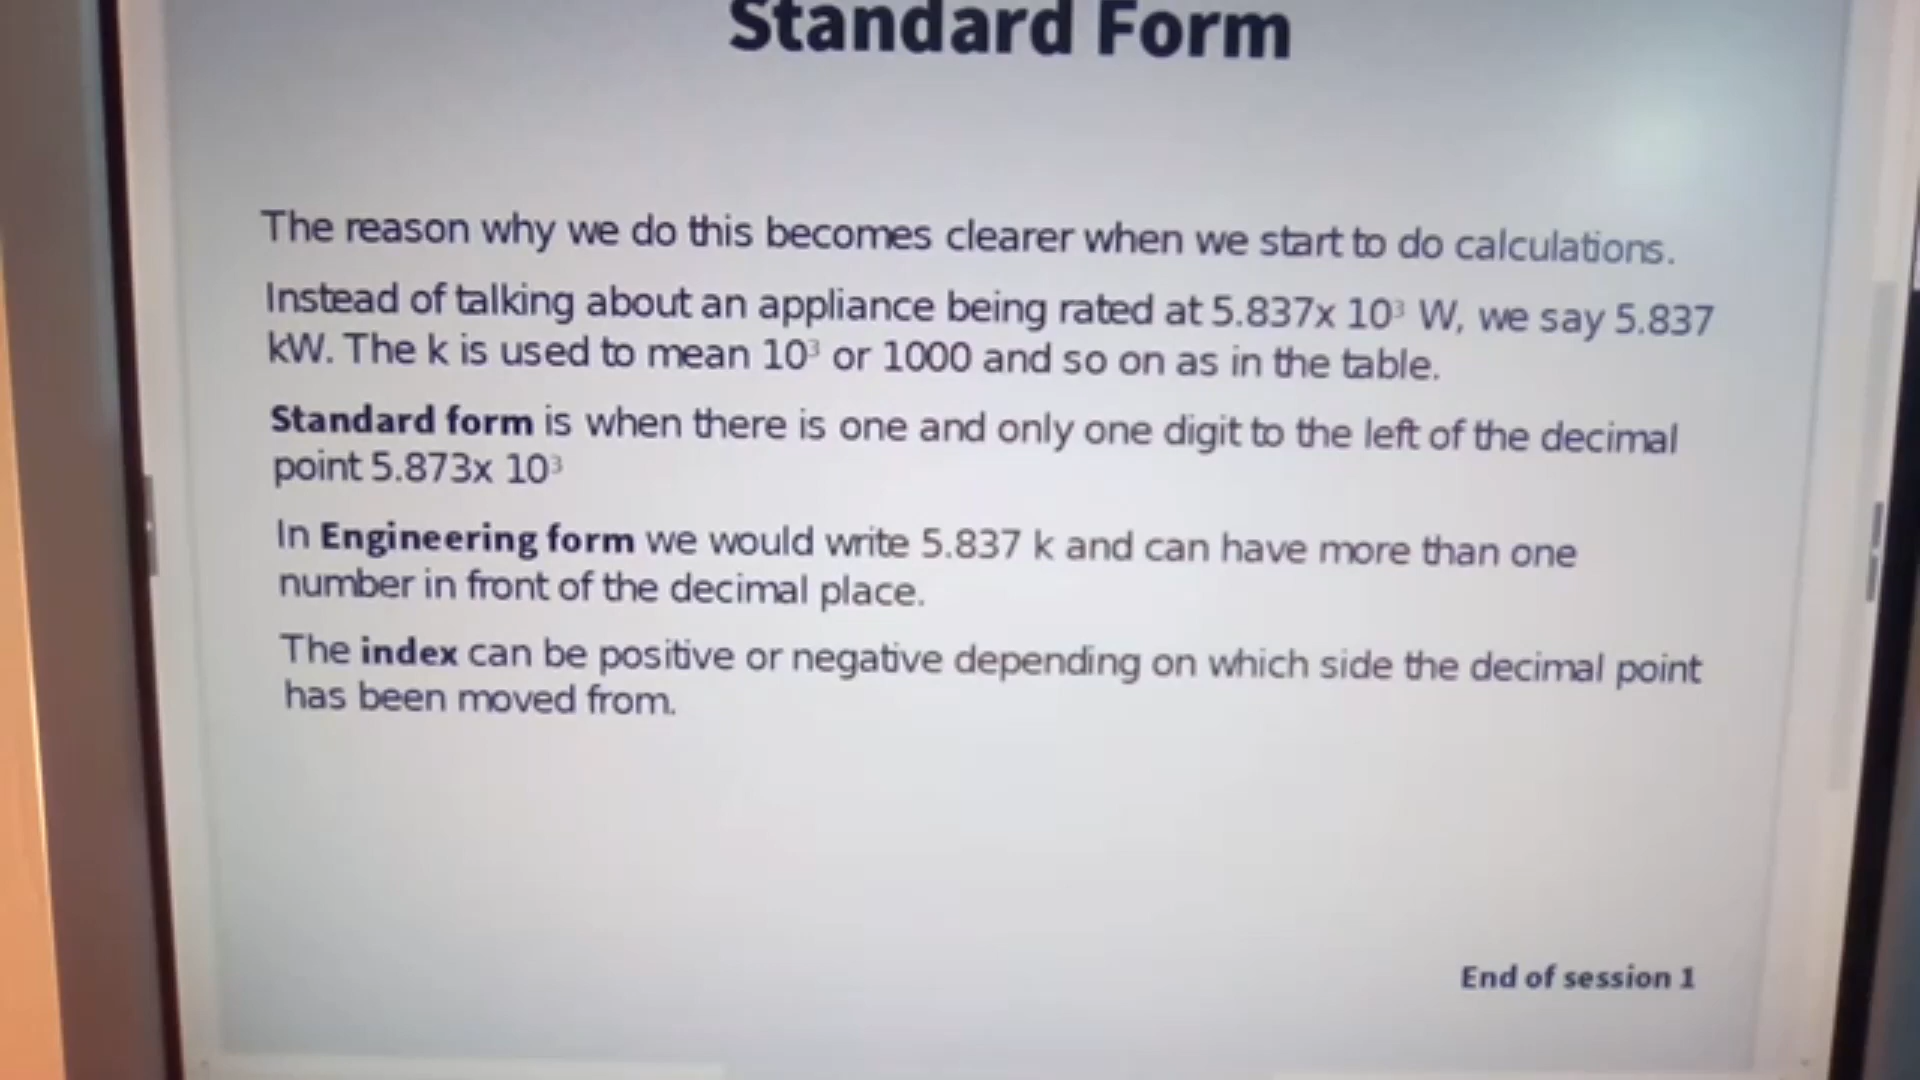 Standard Form
The reason why we do this becomes clearer when we start to do calculations.
Instead of talking about an appliance being rated at 5.837x 10³ W, we say 5.837
kW. The k is used to mean 10³ or 1000 and so on as in the table.
Standard form is when there is one and only one digit to the left of the decimal
point 5.873x 10³
In Engineering form we would write 5.837 k and can have more than one
number in front of the decimal place.
The index can be positive or negative depending on which side the decimal point
has been moved from.
End of session 1